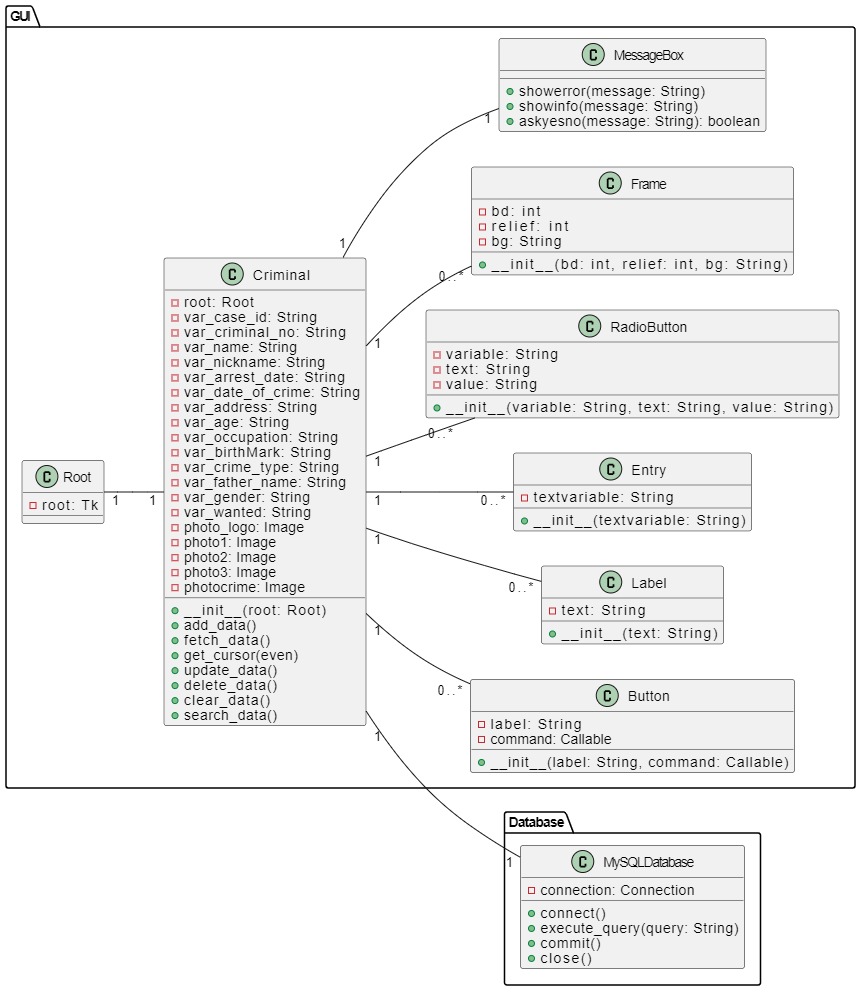 GUI
C MessageBox
showerror(message: String)
showinfo(message: String)
askyesno(message: String): boolean
1
1
C Frame
bd: int
relief: int
bg: String
__init__(bd: int, relief: int, bg: String)
0..*
1
C Criminal
root: Root
var_case_id: String
var_criminal_no: String
var_name: String
var_nickname: String
var_arrest_date: String
var_date_of_crime: String
var_address: String
var_age: String
var_occupation: String
var_birthMark: String
var_crime_type: String
var_father_name: String
var_gender: String
var_wanted: String
photo_logo: Image
photo1: Image
photo2: Image
photo3: Image
photocrime: Image
__init__(root: Root)
add_data()
fetch_data()
get_cursor(even)
update_data()
delete_data()
clear_data()
search_data()
C RadioButton
variable: String
text: String
value: String
__init__(variable: String, text: String, value: String)
0..*
1
C Root
root: Tk
1
1
C Entry
textvariable: String
__init__(textvariable: String)
1
0..*
C Label
text: String
__init__(text: String)
1
0..*
C Button
label: String
command: Callable
__init__(label: String, command: Callable)
1
0..*
1
Database
1
C MySQLDatabase
connection: Connection
connect()
execute_query(query: String)
commit()
close()